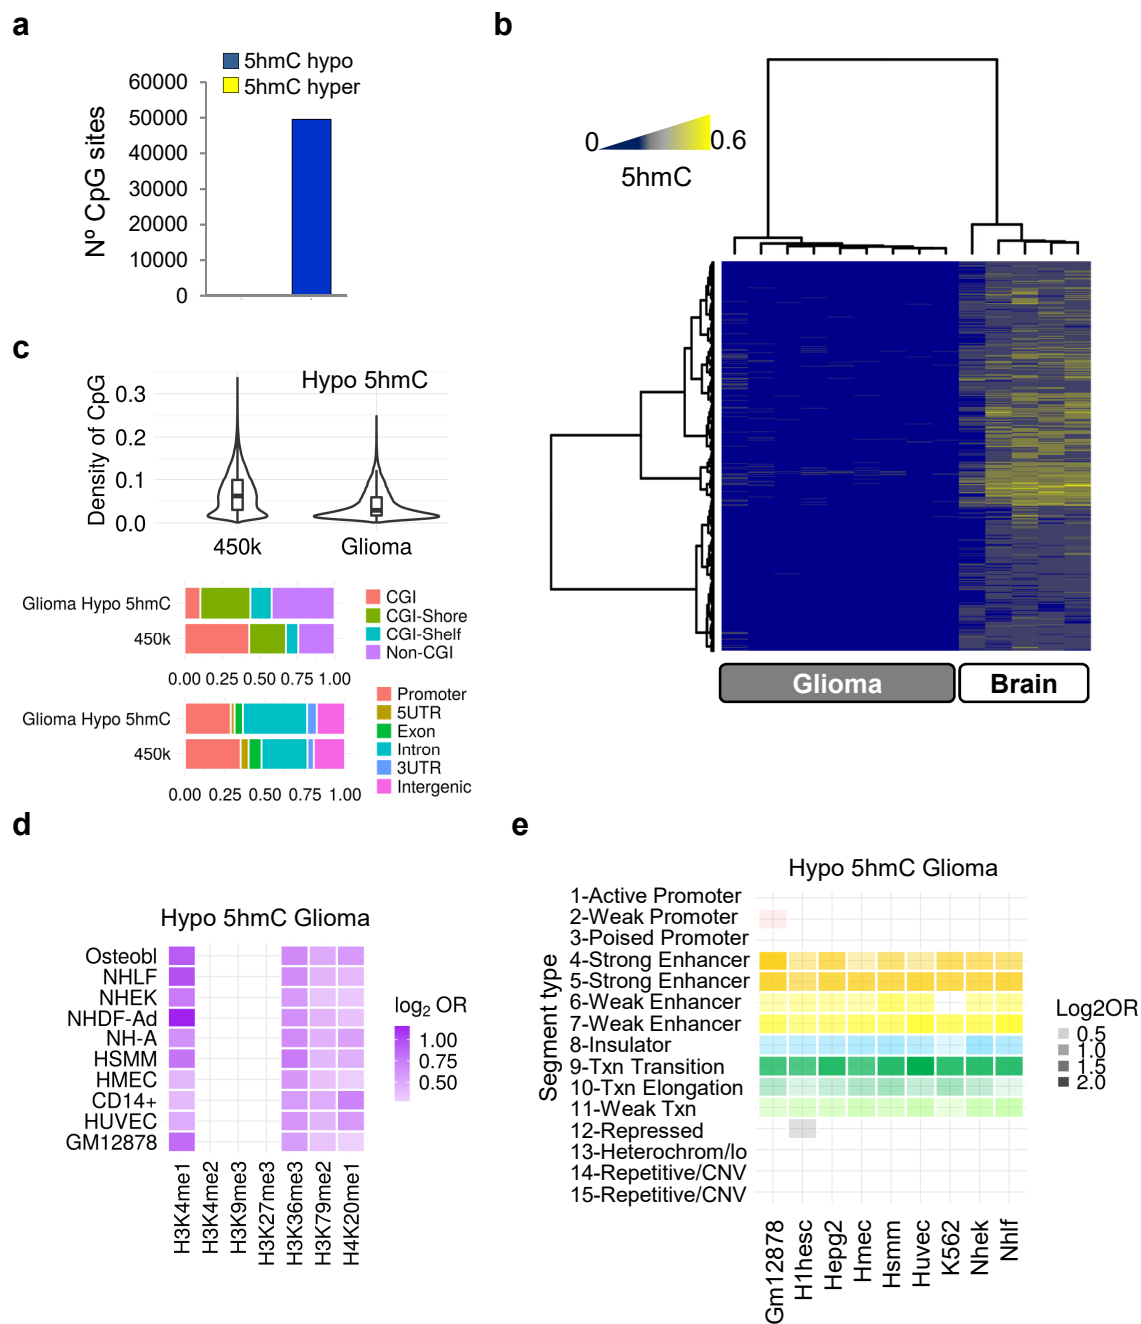 a
5hmC hypo
5hmC hyper
60000
50000
40000
30000
20000
10000
0
Nº CpG sites
b
0
0.6
5hmC
Glioma
Brain
c
Hypo 5hmC
Density of CpG
0.3
0.2
0.1
0.0
450k
Glioma
Glioma Hypo 5hmC
450k
0.00 0.25 0.50 0.75 1.00
CGI
CGI-Shore
CGI-Shelf
Non-CGI
Glioma Hypo 5hmC
450k
0.00 0.25 0.50 0.75 1.00
Promoter
5UTR
Exon
Intron
3UTR
Intergenic
d
Hypo 5hmC Glioma
Osteobl
NHLF
NHEK
NHDF-Ad
NH-A
HSMM
HMEC
CD14+
HUVEC
GM12878
H3K4me1
H3K4me2
H3K9me3
H3K27me3
H3K36me3
H3K79me2
H4K20me1
log2 OR
1.00
0.75
0.50
e
Hypo 5hmC Glioma
Segment type
1-Active Promoter
2-Weak Promoter
3-Poised Promoter
4-Strong Enhancer
5-Strong Enhancer
6-Weak Enhancer
7-Weak Enhancer
8-Insulator
9-Txn Transition
10-Txn Elongation
11-Weak Txn
12-Repressed
13-Heterochrom/lo
14-Repetitive/CNV
15-Repetitive/CNV
Gm12878
H1hesc
Hepg2
Hmec
Hsmm
Huvec
K562
Nhek
Nhlf
Log2OR
0.5
1.0
1.5
2.0